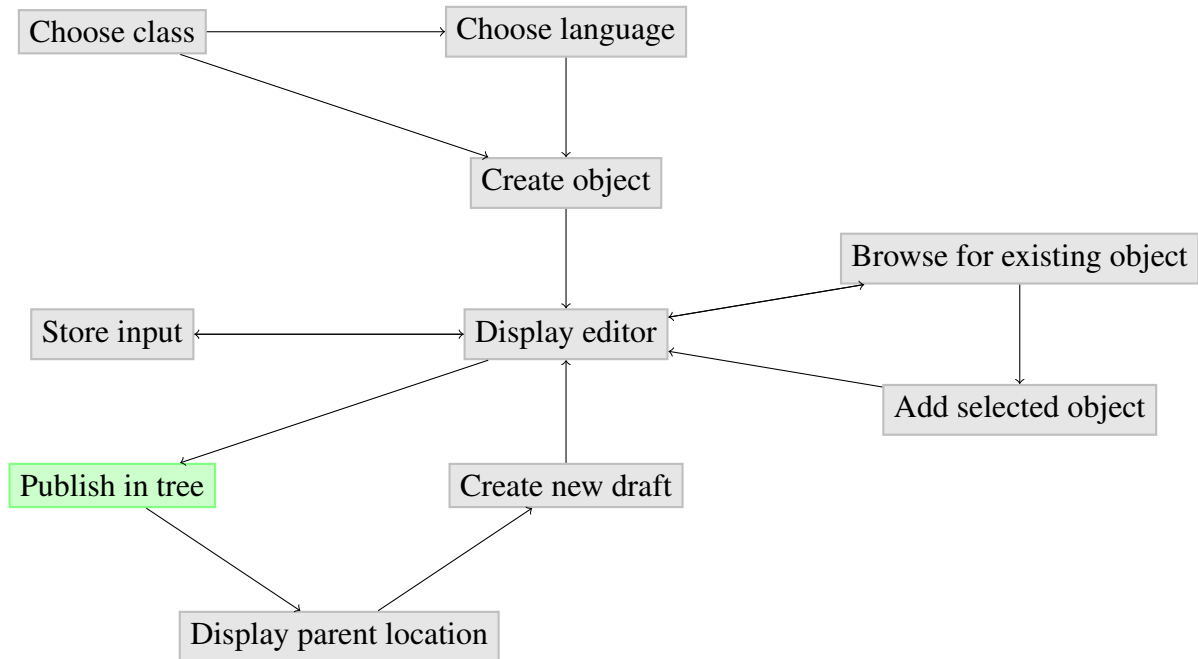 Choose class
Choose language
Create object
Browse for existing object
Store input
Display editor
Add selected object
Publish in tree
Create new draft
Display parent location